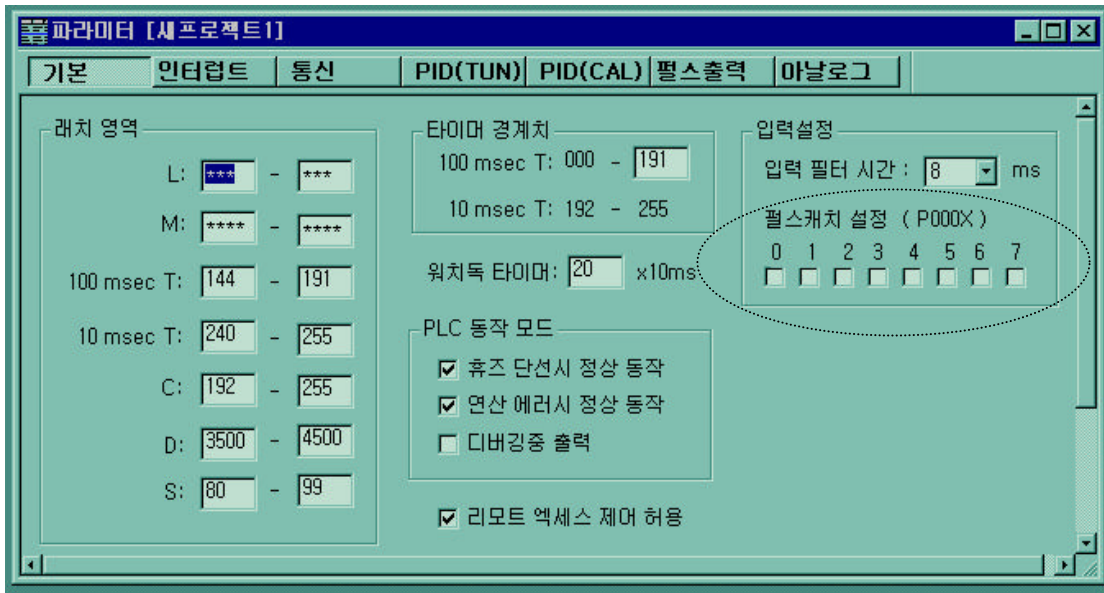 파라미터 [새프로젝트1]
기본 인터럽트 통신 PID(TUN) PID(CAL) 펄스출력 아날로그
래치 영역
L: *** - ***
M: **** - ****
100 msec T: 144 - 191
10 msec T: 240 - 255
C: 192 - 255
D: 3500 - 4500
S: 80 - 99
타이머 경계치
100 msec T: 000 - 191
10 msec T: 192 - 255
워치독 타이머: 20 x10ms
PLC 동작 모드
휴즈 단선시 정상 동작
연산 에러시 정상 동작
디버깅중 출력
리모트 엑세스 제어 허용
입력설정
입력 필터 시간 : 8 ms
펄스캐치 설정 ( P000X )
0 1 2 3 4 5 6 7